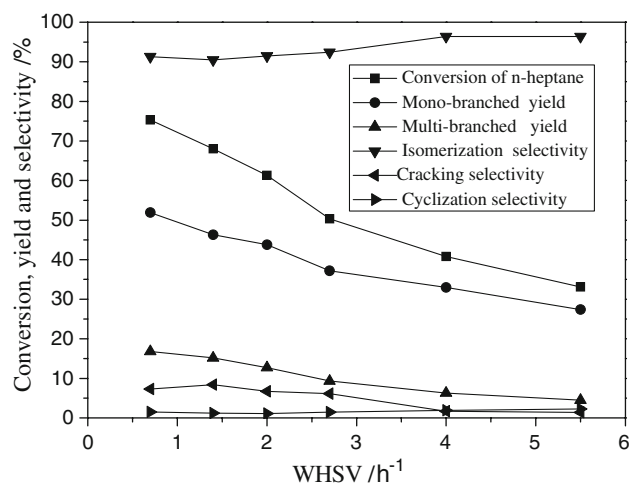 Conversion, yield and selectivity /%
100
90
80
70
60
50
40
30
20
10
0
Conversion of n-heptane
Mono-branched yield
Multi-branched yield
Isomerization selectivity
Cracking selectivity
Cyclization selectivity
0 1 2 3 4 5 6
WHSV /h⁻¹